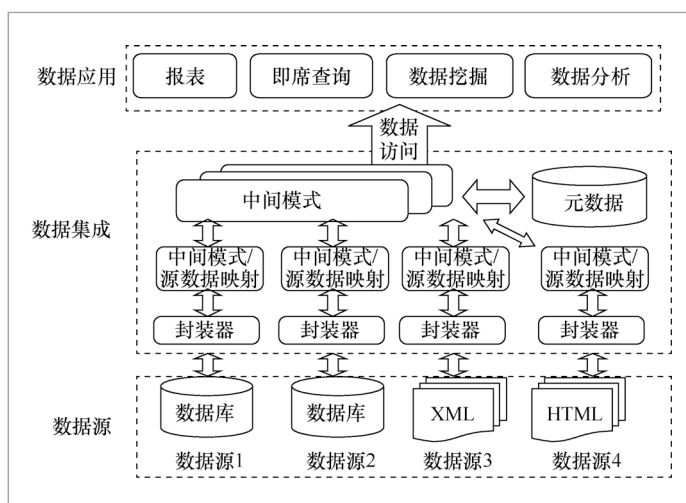 数据应用
报表
即席查询
数据挖掘
数据分析
数据
访问
数据集成
中间模式
元数据
中间模式/
源数据映射
中间模式/
源数据映射
中间模式/
源数据映射
中间模式/
源数据映射
封装器
封装器
封装器
封装器
数据源
数据库
数据库
XML
HTML
数据源1
数据源2
数据源3
数据源4